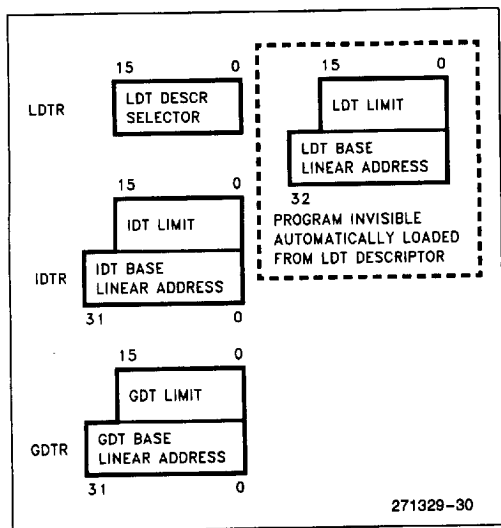 15 0
LDTR
LDT DESCR
SELECTOR
15 0
LDT LIMIT
LDT BASE
LINEAR ADDRESS
32
PROGRAM INVISIBLE
AUTOMATICALLY LOADED
FROM LDT DESCRIPTOR
15 0
IDTR
IDT LIMIT
IDT BASE
LINEAR ADDRESS
31 0
15 0
GDTR
GDT LIMIT
GDT BASE
LINEAR ADDRESS
31 0
271329-30